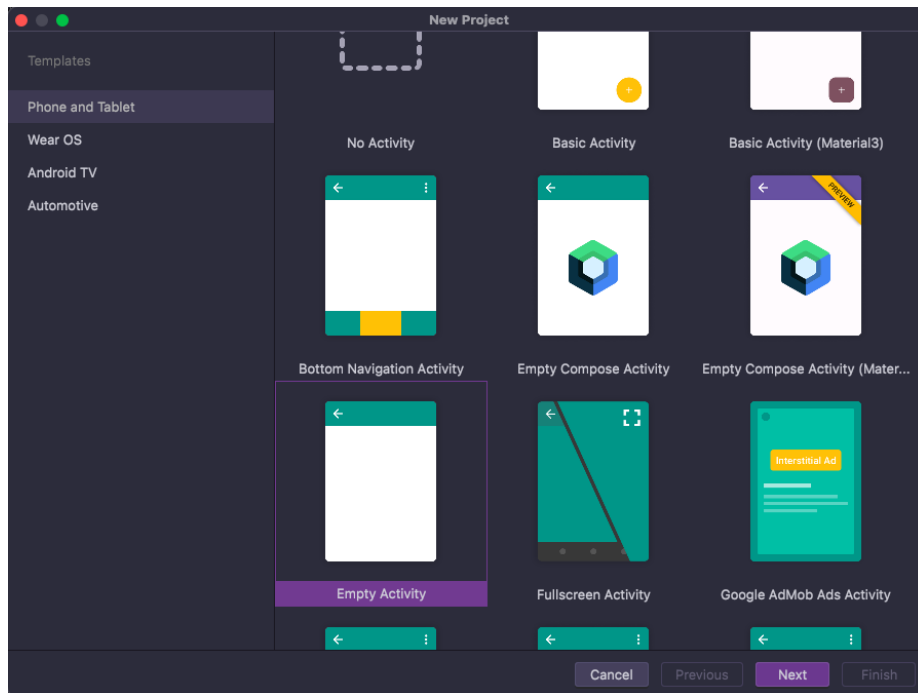 New Project
Templates
Phone and Tablet
Wear OS
Android TV
Automotive
No Activity
Basic Activity
Basic Activity (Material3)
PREVIEW
Bottom Navigation Activity
Empty Compose Activity
Empty Compose Activity (Mater...
Interstitial Ad
Empty Activity
Fullscreen Activity
Google AdMob Ads Activity
Cancel
Previous
Next
Finish